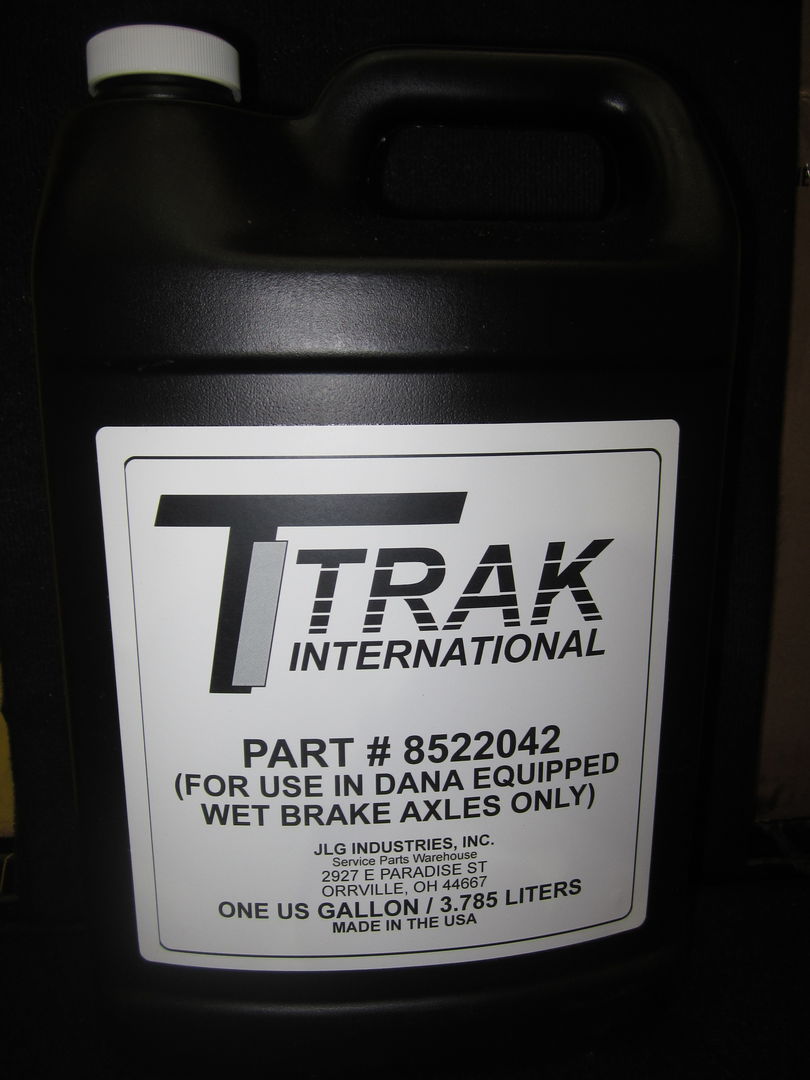 TTRAK
INTERNATIONAL
PART # 8522042
(FOR USE IN DANA EQUIPPED
WET BRAKE AXLES ONLY)
JLG INDUSTRIES, INC.
Service Parts Warehouse
2927 E PARADISE ST
ORRVILLE, OH 44667
ONE US GALLON / 3.785 LITERS
MADE IN THE USA